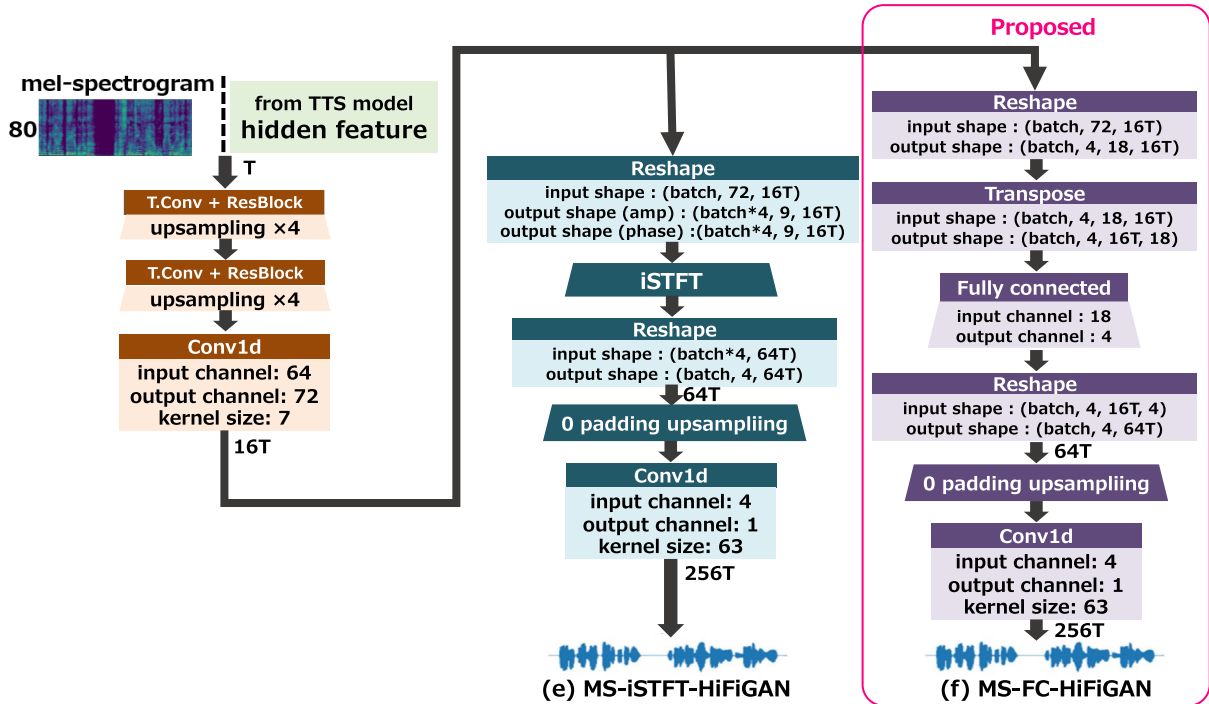 mel-spectrogram
80
from TTS model
hidden feature
T
T.Conv + ResBlock
upsampling ×4
T.Conv + ResBlock
upsampling ×4
Conv1d
input channel: 64
output channel: 72
kernel size: 7
16T
Reshape
input shape : (batch, 72, 16T)
output shape (amp) : (batch*4, 9, 16T)
output shape (phase) :(batch*4, 9, 16T)
iSTFT
Reshape
input shape : (batch*4, 64T)
output shape : (batch, 4, 64T)
64T
0 padding upsampliing
Conv1d
input channel: 4
output channel: 1
kernel size: 63
256T
(e) MS-iSTFT-HiFiGAN
Proposed
Reshape
input shape : (batch, 72, 16T)
output shape : (batch, 4, 18, 16T)
Transpose
input shape : (batch, 4, 18, 16T)
output shape : (batch, 4, 16T, 18)
Fully connected
input channel : 18
output channel : 4
Reshape
input shape : (batch, 4, 16T, 4)
output shape : (batch, 4, 64T)
64T
0 padding upsampliing
Conv1d
input channel: 4
output channel: 1
kernel size: 63
256T
(f) MS-FC-HiFiGAN